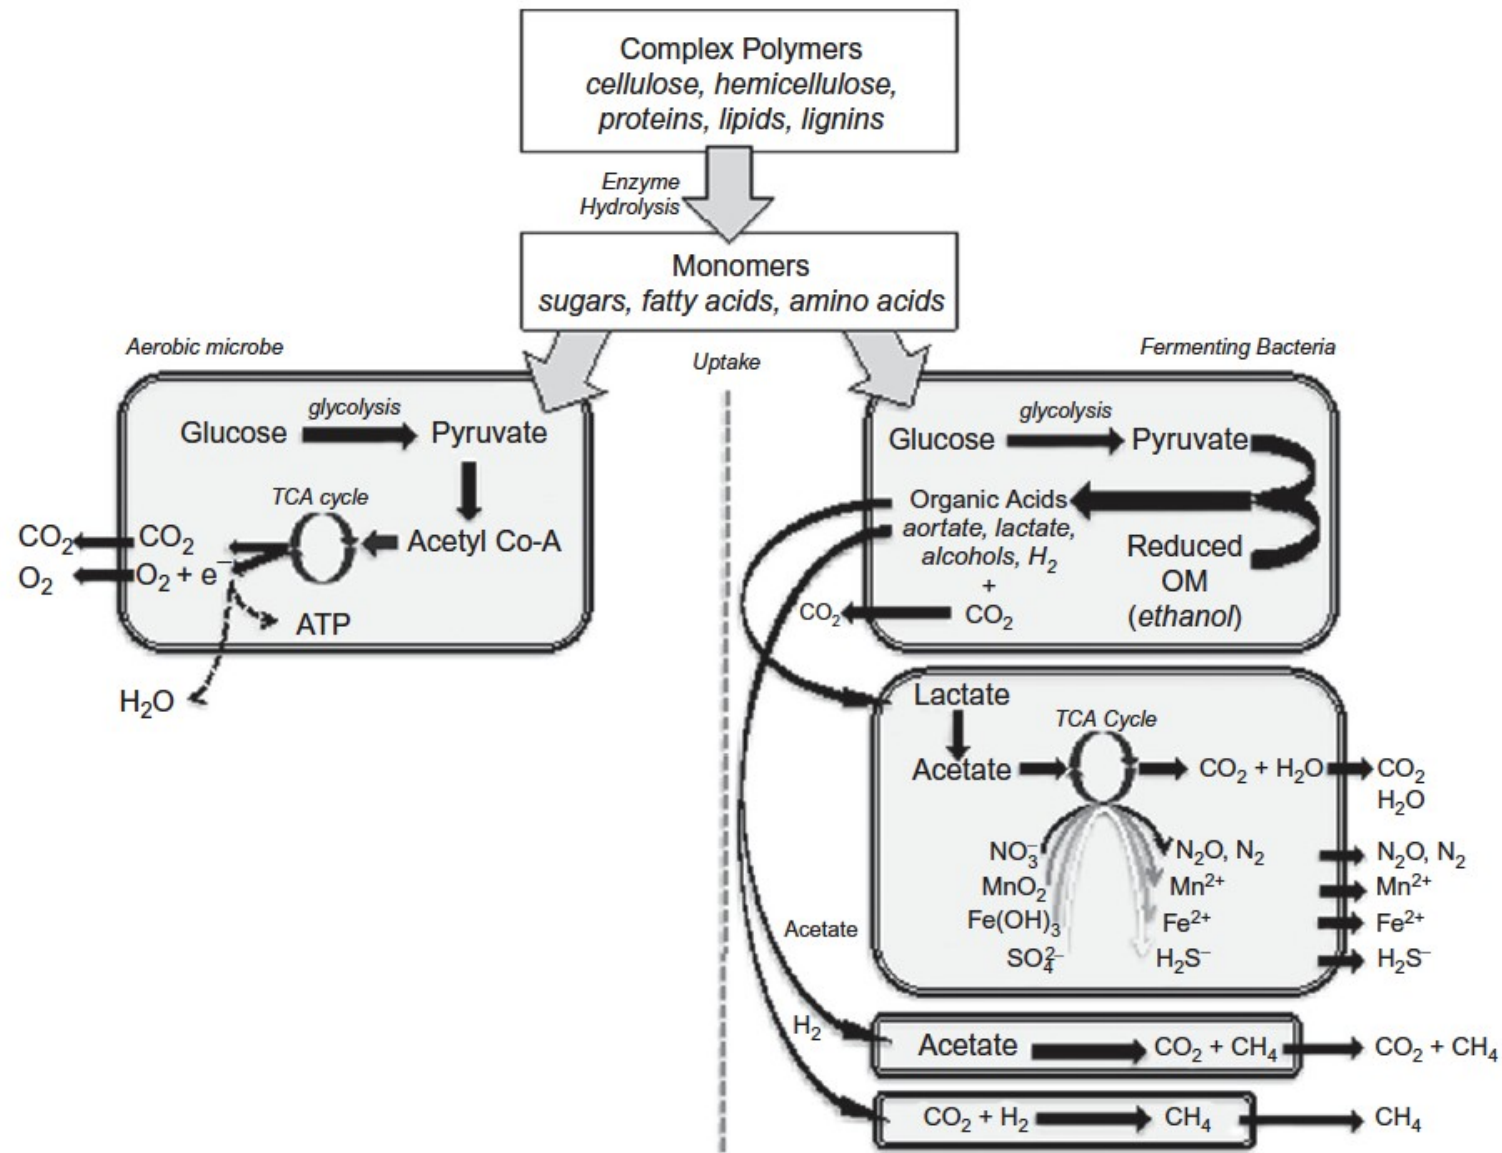 Complex Polymers
cellulose, hemicellulose,
proteins, lipids, lignins
Enzyme
Hydrolysis
Monomers
sugars, fatty acids, amino acids
Uptake
Aerobic microbe
glycolysis
Glucose
Pyruvate
TCA cycle
Acetyl Co-A
CO₂
CO₂
O₂
O₂ + e⁻
ATP
H₂O
Fermenting Bacteria
glycolysis
Glucose
Pyruvate
Organic Acids
aortate, lactate,
alcohols, H₂
+
CO₂
CO₂
Reduced
OM
(ethanol)
Lactate
TCA Cycle
Acetate
CO₂ + H₂O
CO₂
H₂O
NO₃⁻
N₂O, N₂
N₂O, N₂
MnO₂
Mn²⁺
Mn²⁺
Fe(OH)₃
Fe²⁺
Fe²⁺
SO₄²⁻
H₂S⁻
H₂S⁻
Acetate
H₂
Acetate
CO₂ + CH₄
CO₂ + CH₄
CO₂ + H₂
CH₄
CH₄